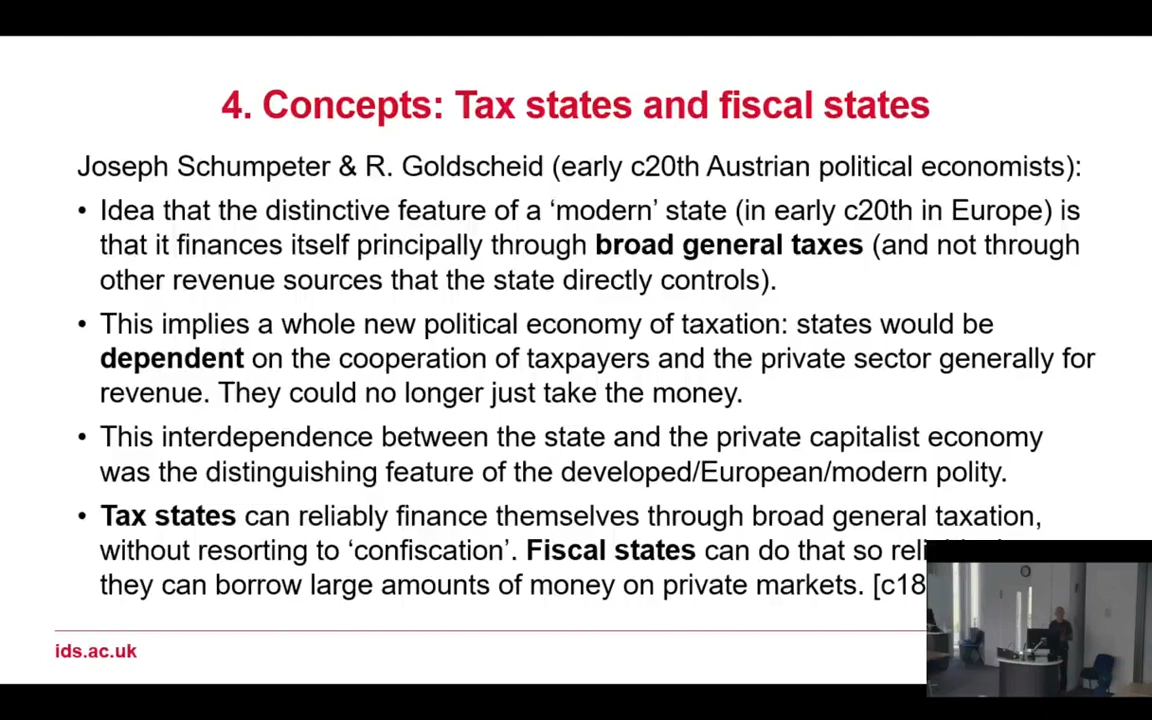 4. Concepts: Tax states and fiscal states
Joseph Schumpeter & R. Goldscheid (early c20th Austrian political economists):
• Idea that the distinctive feature of a ‘modern’ state (in early c20th in Europe) is
that it finances itself principally through broad general taxes (and not through
other revenue sources that the state directly controls).
• This implies a whole new political economy of taxation: states would be
dependent on the cooperation of taxpayers and the private sector generally for
revenue. They could no longer just take the money.
• This interdependence between the state and the private capitalist economy
was the distinguishing feature of the developed/European/modern polity.
• Tax states can reliably finance themselves through broad general taxation,
without resorting to ‘confiscation’. Fiscal states can do that so
they can borrow large amounts of money on private markets. [c18
ids.ac.uk